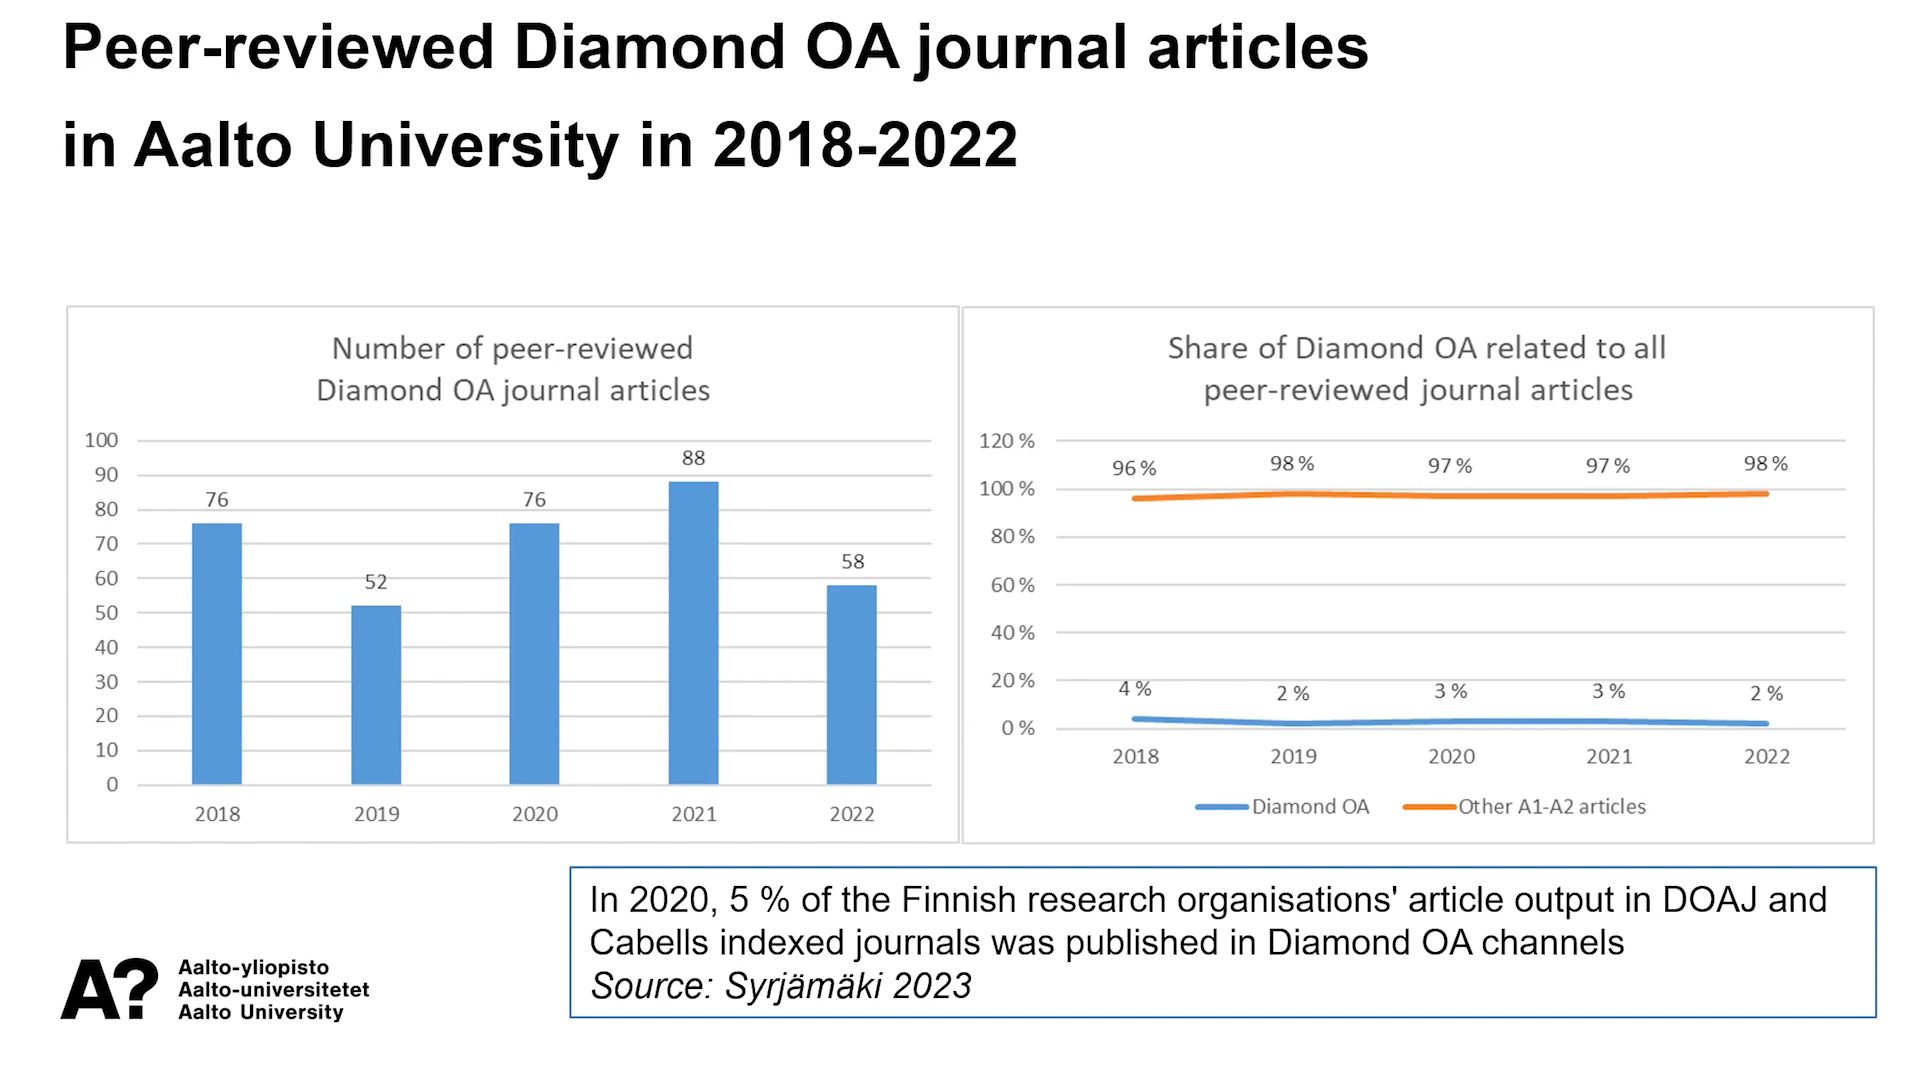 Peer-reviewed Diamond OA journal articles
in Aalto University in 2018-2022
Number of peer-reviewed
Diamond OA journal articles
100
90
80
70
60
50
40
30
20
10
0
76
52
76
88
58
2018
2019
2020
2021
2022
Share of Diamond OA related to all
peer-reviewed journal articles
120 %
100 %
80 %
60 %
40 %
20 %
0 %
96 %
98 %
97 %
97 %
98 %
4 %
2 %
3 %
3 %
2 %
2018
2019
2020
2021
2022
Diamond OA
Other A1-A2 articles
In 2020, 5 % of the Finnish research organisations' article output in DOAJ and
Cabells indexed journals was published in Diamond OA channels
Source: Syrjämäki 2023
A?
Aalto-yliopisto
Aalto-universitetet
Aalto University